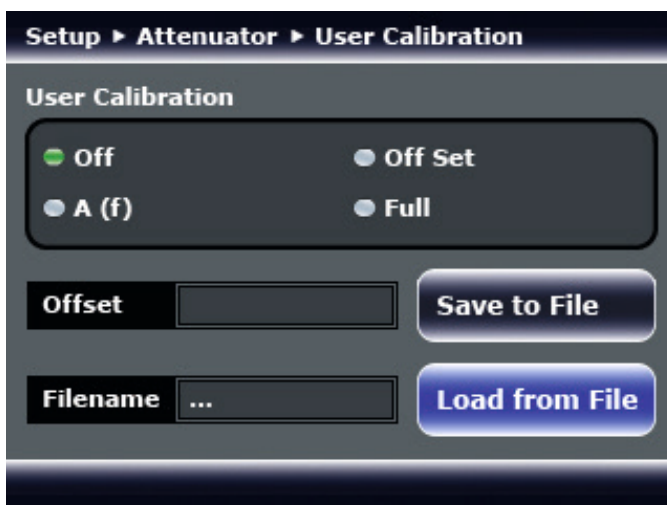 Setup ▶ Attenuator ▶ User Calibration
User Calibration
Off
Off Set
A (f)
Full
Offset
Save to File
Filename ...
Load from File